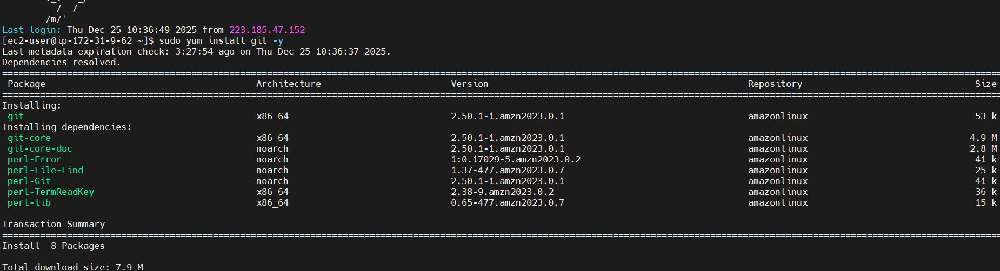 _/ _/
_/m/'
Last login: Thu Dec 25 10:36:49 2025 from 223.185.47.152
[ec2-user@ip-172-31-9-62 ~]$ sudo yum install git -y
Last metadata expiration check: 3:27:54 ago on Thu Dec 25 10:36:37 2025.
Dependencies resolved.
Package Architecture Version Repository Size
Installing:
git x86_64 2.50.1-1.amzn2023.0.1 amazonlinux 53 k
Installing dependencies:
git-core x86_64 2.50.1-1.amzn2023.0.1 amazonlinux 4.9 M
git-core-doc noarch 2.50.1-1.amzn2023.0.1 amazonlinux 2.8 M
perl-Error noarch 1:0.17029-5.amzn2023.0.2 amazonlinux 41 k
perl-File-Find noarch 1.37-477.amzn2023.0.7 amazonlinux 25 k
perl-Git noarch 2.50.1-1.amzn2023.0.1 amazonlinux 41 k
perl-TermReadKey x86_64 2.38-9.amzn2023.0.2 amazonlinux 36 k
perl-lib x86_64 0.65-477.amzn2023.0.7 amazonlinux 15 k
Transaction Summary
Install 8 Packages
Total download size: 7.9 M